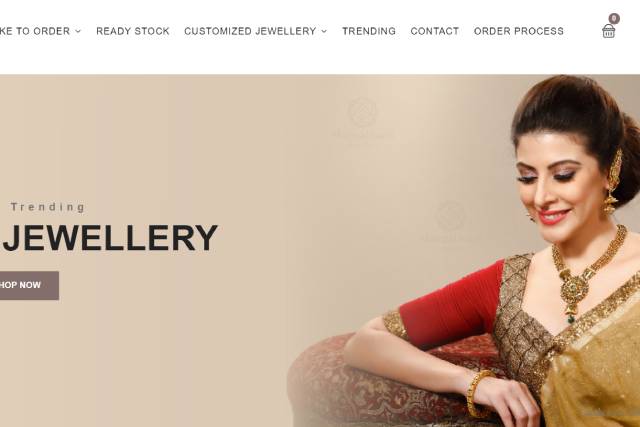 KE TO ORDER READY STOCK CUSTOMIZED JEWELLERY TRENDING CONTACT ORDER PROCESS 0
Trending
JEWELLERY
HOP NOW